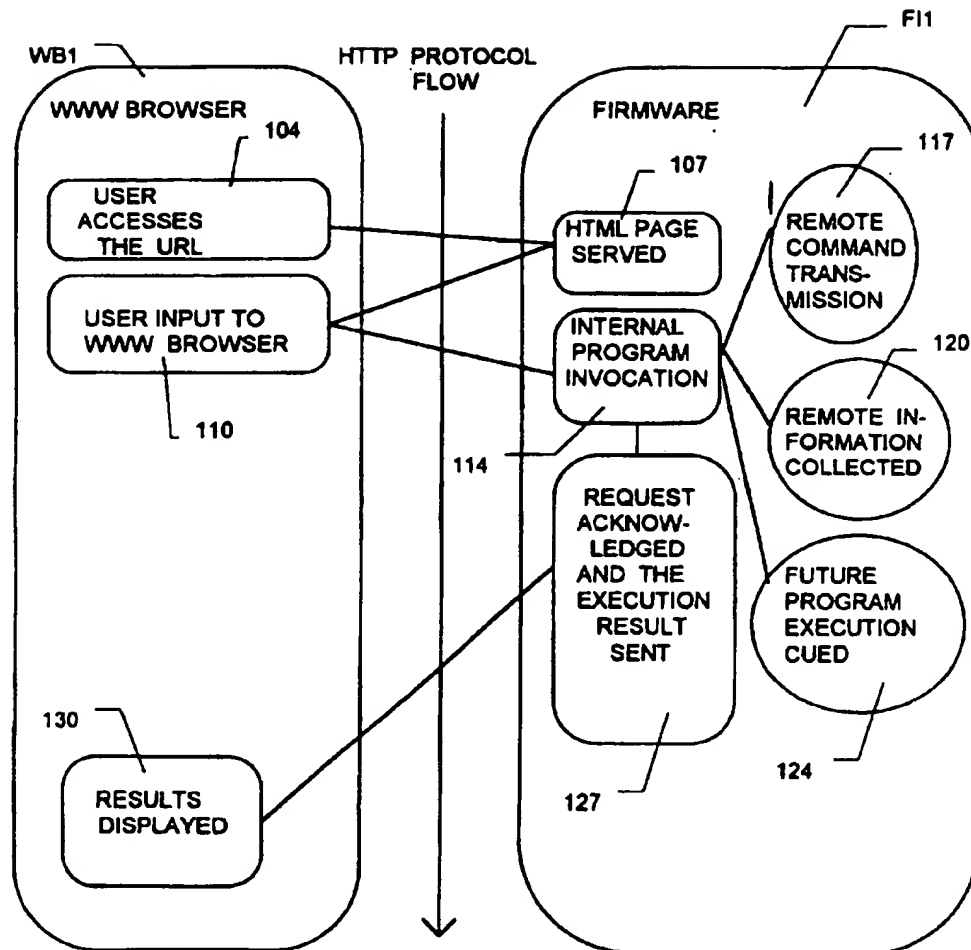 WB1
HTTP PROTOCOL
FLOW
FI1
WWW BROWSER
104
USER
ACCESSES
THE URL
USER INPUT TO
WWW BROWSER
110
FIRMWARE
107
HTML PAGE
SERVED
117
REMOTE
COMMAND
TRANS-
MISSION
INTERNAL
PROGRAM
INVOCATION
114
120
REMOTE IN-
FORMATION
COLLECTED
REQUEST
ACKNOW-
LEDGED
AND THE
EXECUTION
RESULT
SENT
127
FUTURE
PROGRAM
EXECUTION
CUED
124
130
RESULTS
DISPLAYED